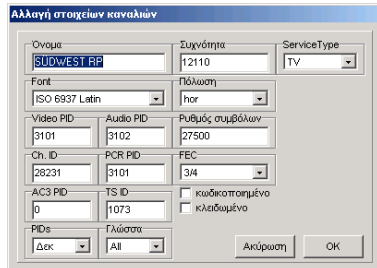 Αλλαγή στοιχείων καναλιών
Όνομα Συχνότητα ServiceType
SÜDWEST RP 12110 TV
Font Πόλωση
ISO 6937 Latin hor
Video PID Audio PID Ρυθμός συμβόλων
3101 3102 27500
Ch. ID PCR PID FEC
28231 3101 3/4
AC3 PID TS ID κωδικοποιημένο
0 1073 κλειδωμένο
PIDs Γλώσσα
Δεκ All Ακύρωση OK